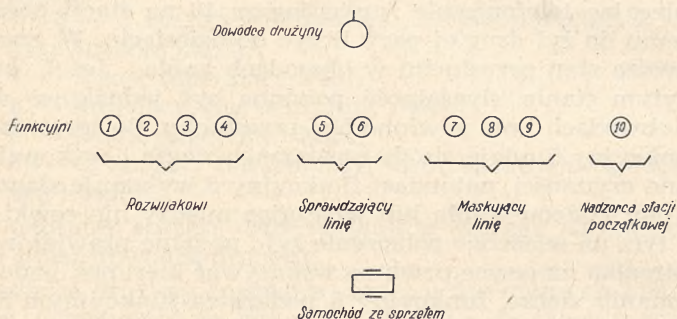 Dowódca drużyny
Funkcyjni 1 2 3 4 5 6 7 8 9 10
Rozwijakowi
Sprawdzający
linię
Maskujący
linię
Nadzorca stacji
początkowej
Samochód ze sprzętem